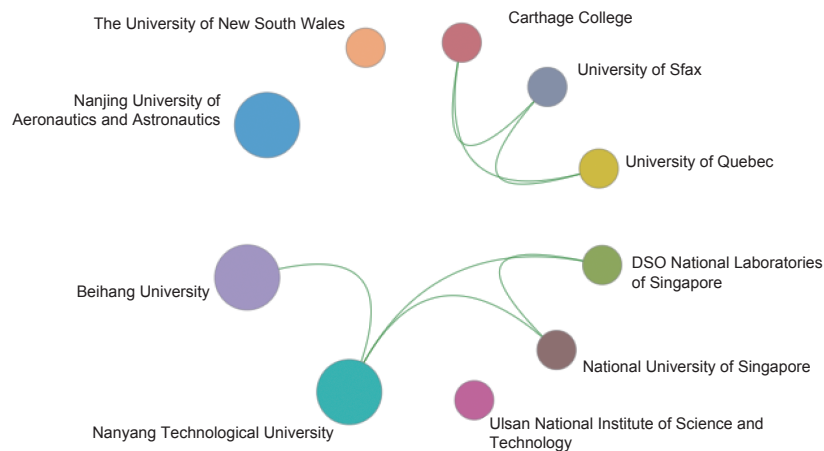 The University of New South Wales
Carthage College
University of Sfax
Nanjing University of
Aeronautics and Astronautics
University of Quebec
DSO National Laboratories
of Singapore
Beihang University
National University of Singapore
Nanyang Technological University
Ulsan National Institute of Science and
Technology